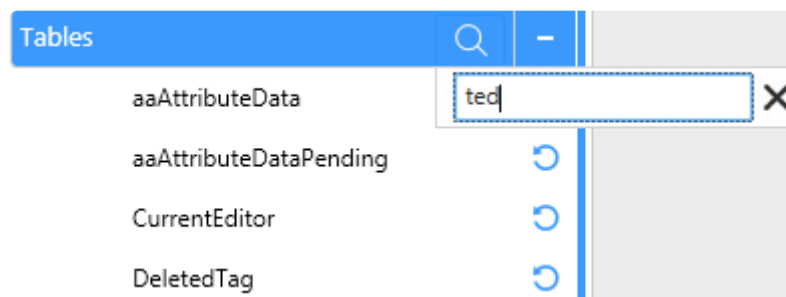 Tables
ted
aaAttributeData
aaAttributeDataPending
CurrentEditor
DeletedTag